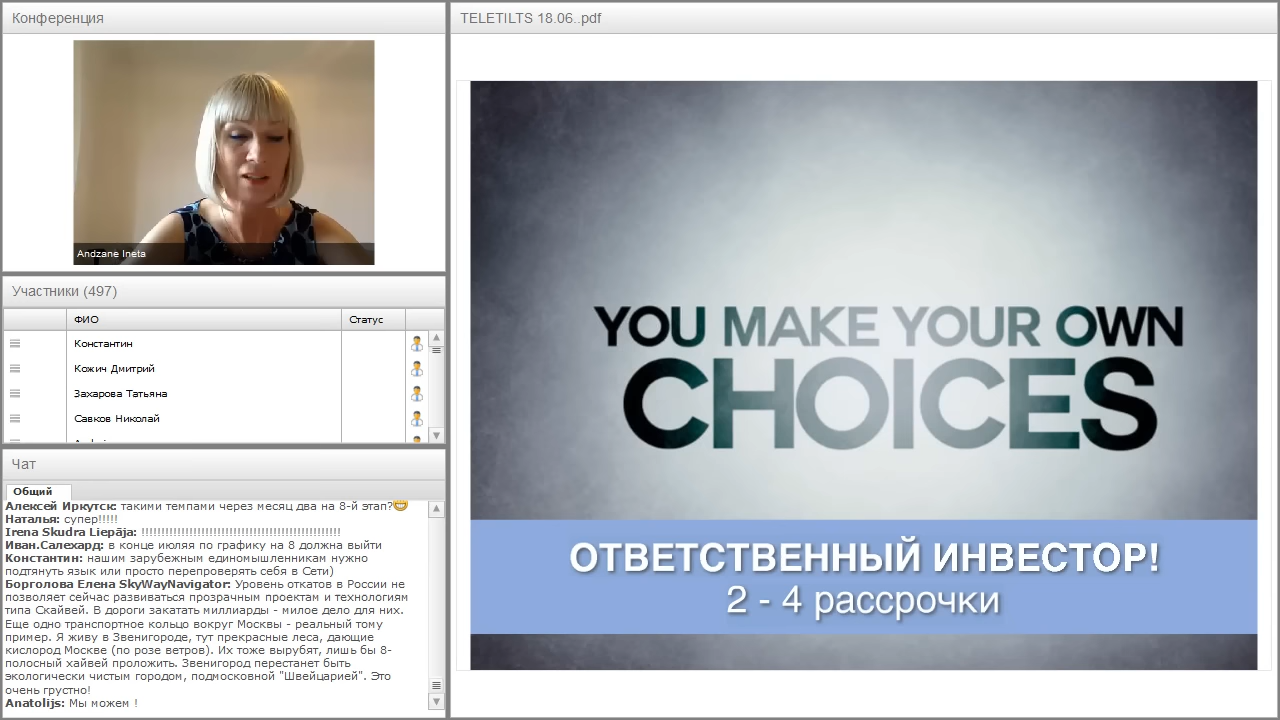 Конференция
Andzane Ineta
Участники (497)
ФИО
Статус
Константин
Кожич Дмитрий
Захарова Татьяна
Савков Николай
Чат
Общий
Алексей Иркутск: такими темпами через месяц два на 8-й этап?
Наталья: супер!!!!!
Irena Skudra Liepāja: !!!!!!!!!!!!!!!!!!!!!!!!!!!!!!!!!!!!!!!!!!!!!!!!!!
Иван.Салехард: в конце июляя по графику на 8 должна выйти
Константин: нашим зарубежным единомышленникам нужно
подтянуть язык или просто перепроверять себя в Сети)
Борголова Елена SkyWayNavigator: Уровень откатов в России не
позволяет сейчас развиваться прозрачным проектам и технологиям
типа Скайвей. В дороги закатать миллиарды - милое дело для них.
Еще одно транспортное кольцо вокруг Москвы - реальный тому
пример. Я живу в Звенигороде, тут прекрасные леса, дающие
кислород Москве (по розе ветров). Их тоже вырубят, лишь бы 8-
полосный хайвей проложить. Звенигород перестанет быть
экологически чистым городом, подмосковной "Швейцарией". Это
очень грустно!
Anatolijs: Мы можем !
TELETILTS 18.06..pdf
YOU MAKE YOUR OWN
CHOICES
ОТВЕТСТВЕННЫЙ ИНВЕСТОР!
2 - 4 рассрочки